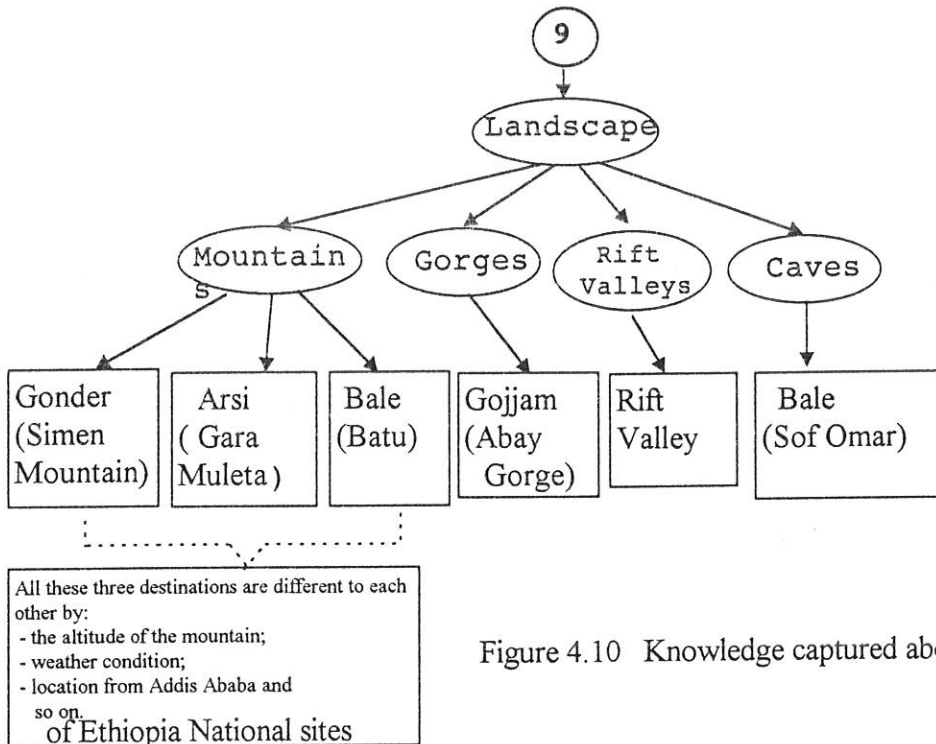 9
Landscape
Mountain
s
Gorges
Rift
Valleys
Caves
Gonder
(Simen
Mountain)
Arsi
( Gara
Muleta)
Bale
(Batu)
Gojjam
(Abay
Gorge)
Rift
Valley
Bale
(Sof Omar)
All these three destinations are different to each
other by:
- the altitude of the mountain;
- weather condition;
- location from Addis Ababa and
so on.
Figure 4.10 Knowledge captured
of Ethiopia National sites